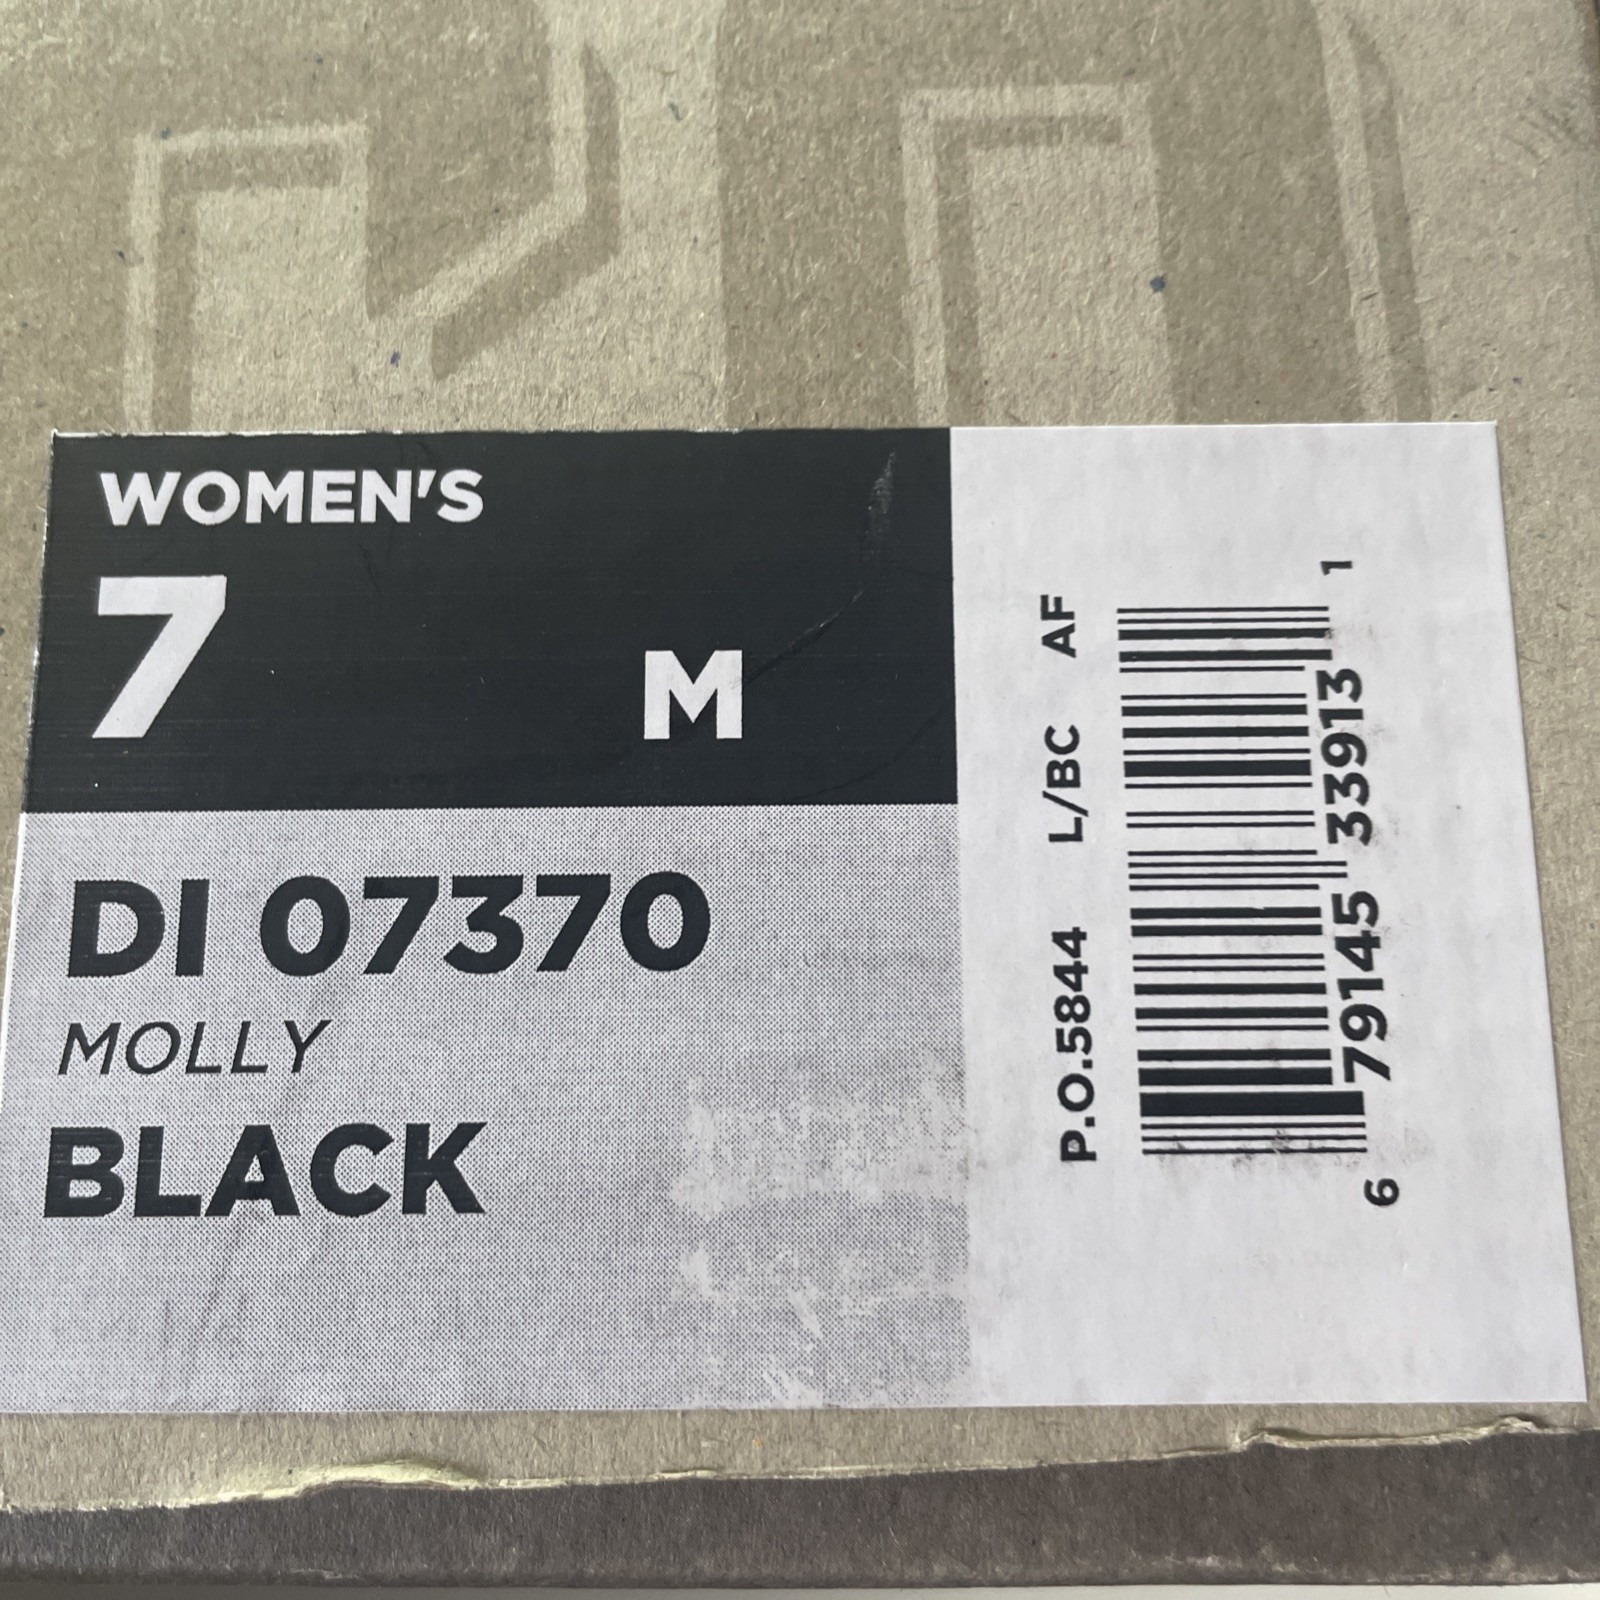 WOMEN'S
7 M
DI 07370
MOLLY
BLACK
P.O.5844 L/BC AF
6 79145 33913 1